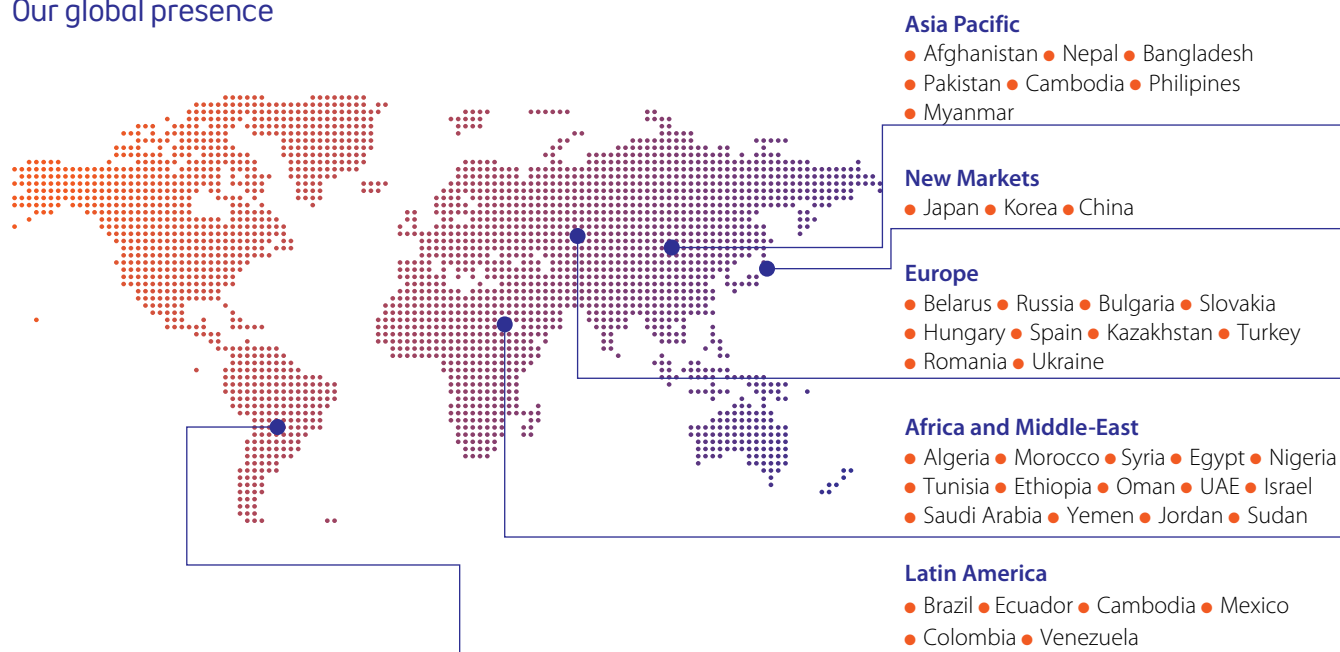 Our global presence
Asia Pacific
● Afghanistan ● Nepal ● Bangladesh
● Pakistan ● Cambodia ● Philipines
● Myanmar
New Markets
● Japan ● Korea ● China
Europe
● Belarus ● Russia ● Bulgaria ● Slovakia
● Hungary ● Spain ● Kazakhstan ● Turkey
● Romania ● Ukraine
Africa and Middle-East
● Algeria ● Morocco ● Syria ● Egypt ● Nigeria
● Tunisia ● Ethiopia ● Oman ● UAE ● Israel
● Saudi Arabia ● Yemen ● Jordan ● Sudan
Latin America
● Brazil ● Ecuador ● Cambodia ● Mexico
● Colombia ● Venezuela